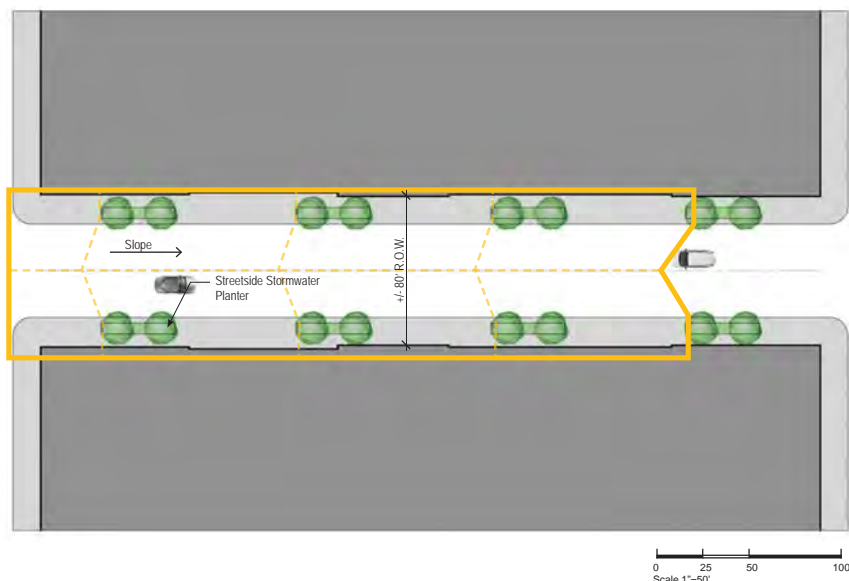 Slope
Streetside Stormwater
Planter
+/- 80' R.O.W.
0 25 50 100
Scale 1"=50'